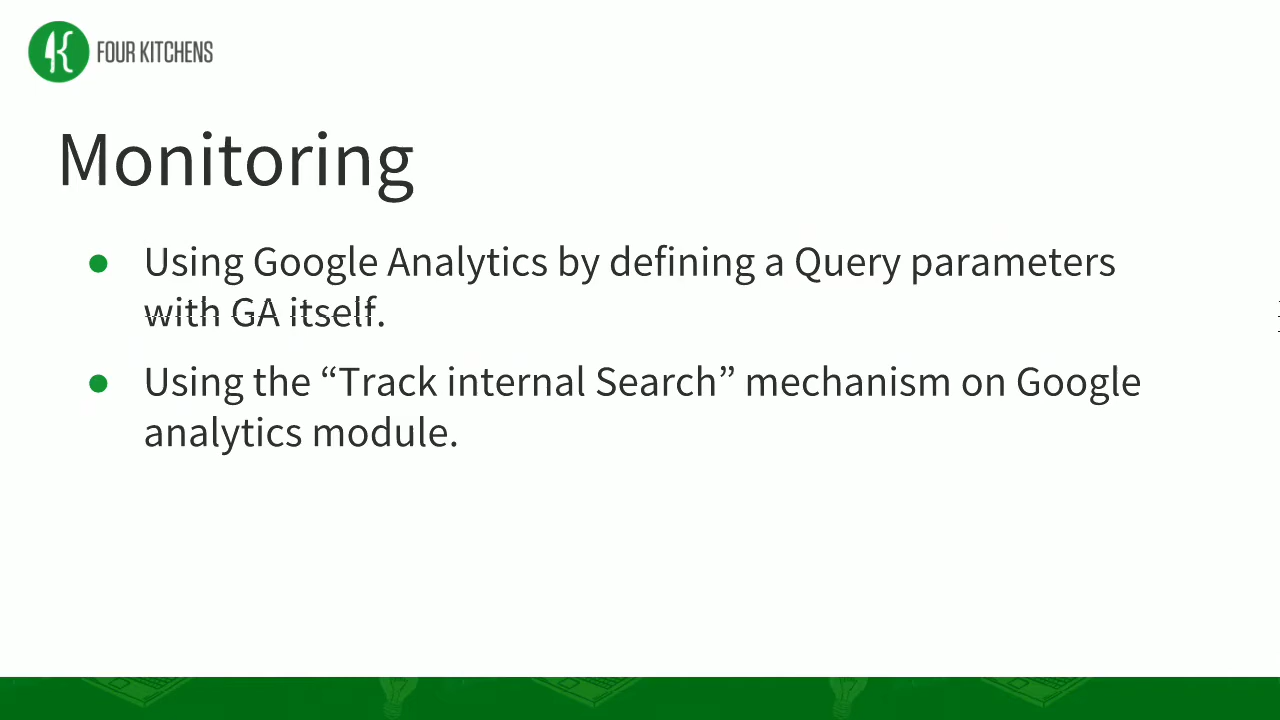 FOUR KITCHENS
Monitoring
● Using Google Analytics by defining a Query parameters
with GA itself.
● Using the “Track internal Search” mechanism on Google
analytics module.